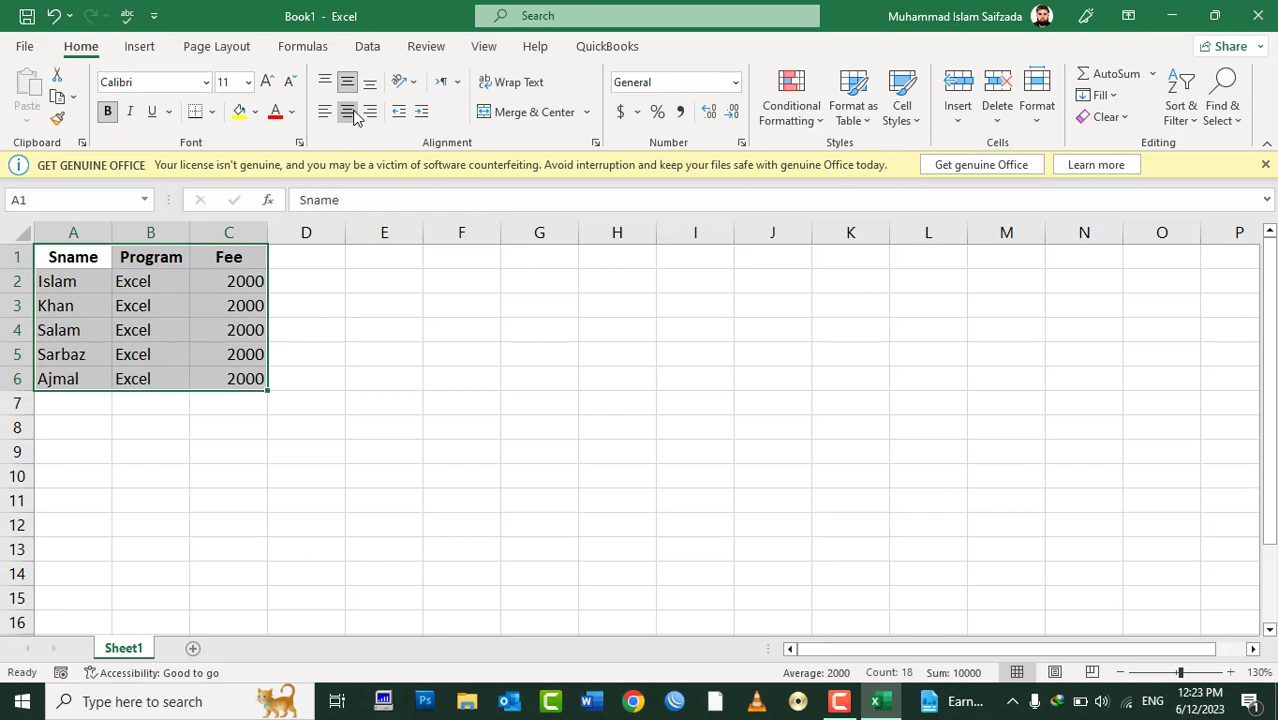 Book1 - Excel
Search
Muhammad Islam Saifzada
File Home Insert Page Layout Formulas Data Review View Help QuickBooks
Share
Paste
Clipboard
Calibri 11
B I U
Font
Wrap Text
Merge & Center
Alignment
General
$ % ,
Number
Conditional Formatting
Format as Table
Cell Styles
Styles
Insert Delete Format
Cells
AutoSum
Fill
Clear
Sort & Filter
Find & Select
Editing
GET GENUINE OFFICE Your license isn't genuine, and you may be a victim of software counterfeiting. Avoid interruption and keep your files safe with genuine Office today.
Get genuine Office
Learn more
A1 fx Sname
A B C D E F G H I J K L M N O P
1 Sname Program Fee
2 Islam Excel 2000
3 Khan Excel 2000
4 Salam Excel 2000
5 Sarbaz Excel 2000
6 Ajmal Excel 2000
7
8
9
10
11
12
13
14
15
16
Sheet1
Ready Accessibility: Good to go Average: 2000 Count: 18 Sum: 10000 130%
Type here to search
Earn...
ENG
12:23 PM
6/12/2023
1